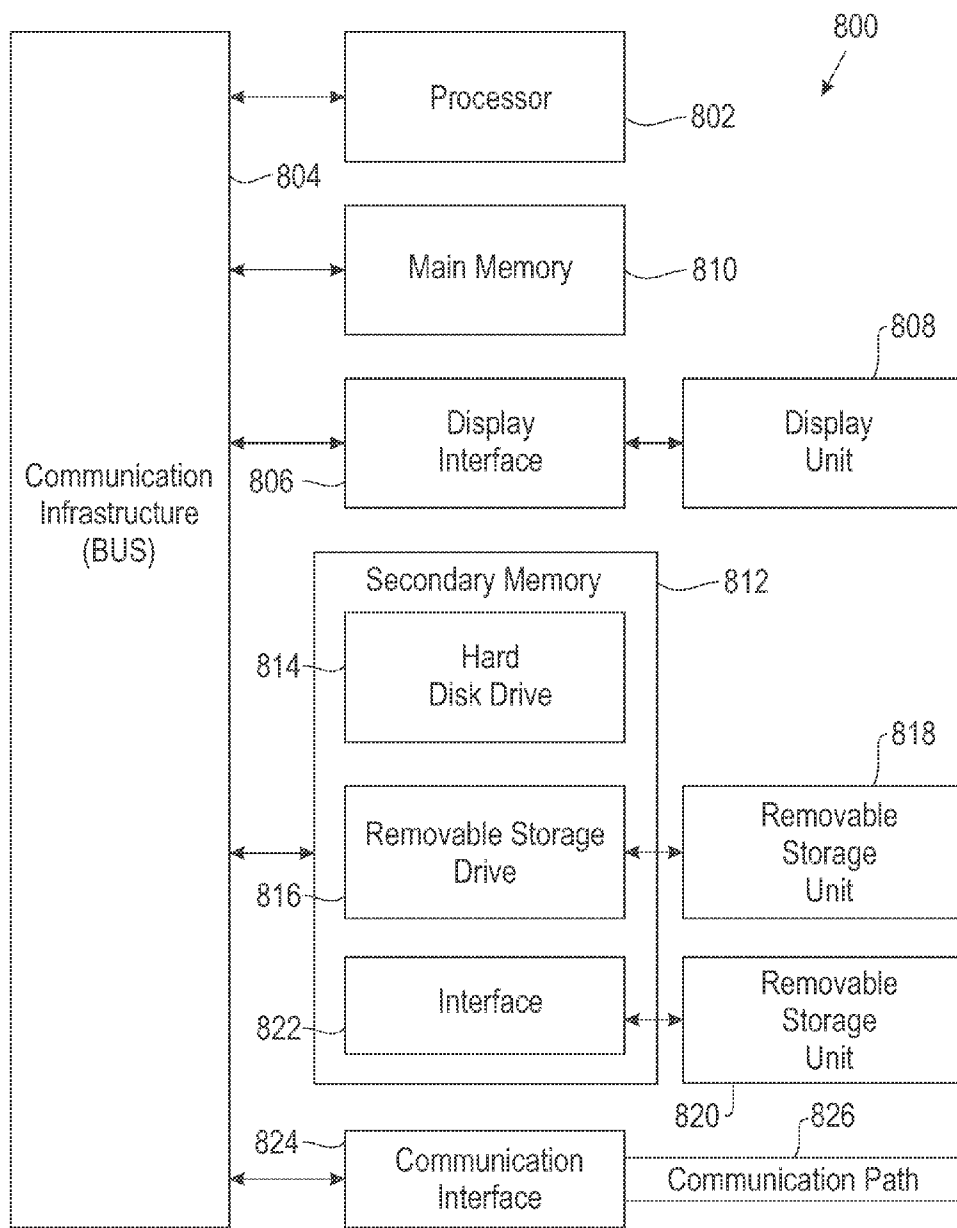 800
Processor
802
804
Main Memory
810
808
Display
Interface
Display
Unit
806
Communication
Infrastructure
(BUS)
Secondary Memory
812
814
Hard
Disk Drive
818
Removable Storage
Drive
Removable
Storage
Unit
816
Interface
Removable
Storage
Unit
822
820
826
824
Communication
Interface
Communication Path